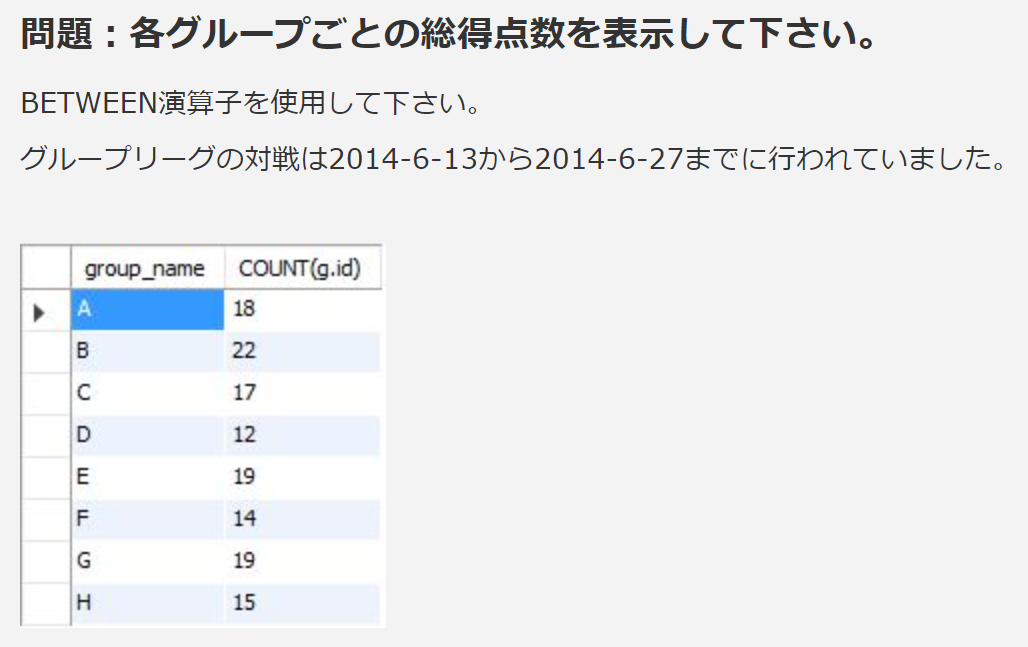 問題：各グループごとの総得点数を表示して下さい。
BETWEEN演算子を使用して下さい。
グループリーグの対戦は2014-6-13から2014-6-27までに行われていました。
group_name COUNT(g.id)
A 18
B 22
C 17
D 12
E 19
F 14
G 19
H 15